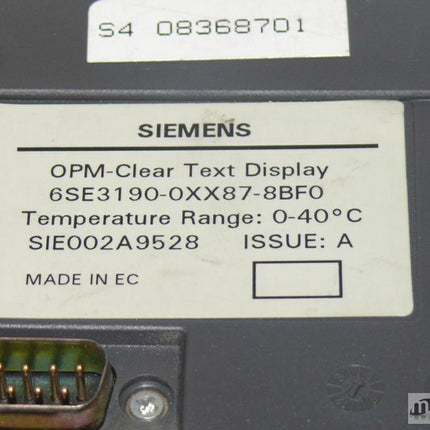 S4 08368701
SIEMENS
OPM-Clear Text Display
6SE3190-0XX87-8BF0
Temperature Range: 0-40°C
SIE002A9528 ISSUE: A
MADE IN EC